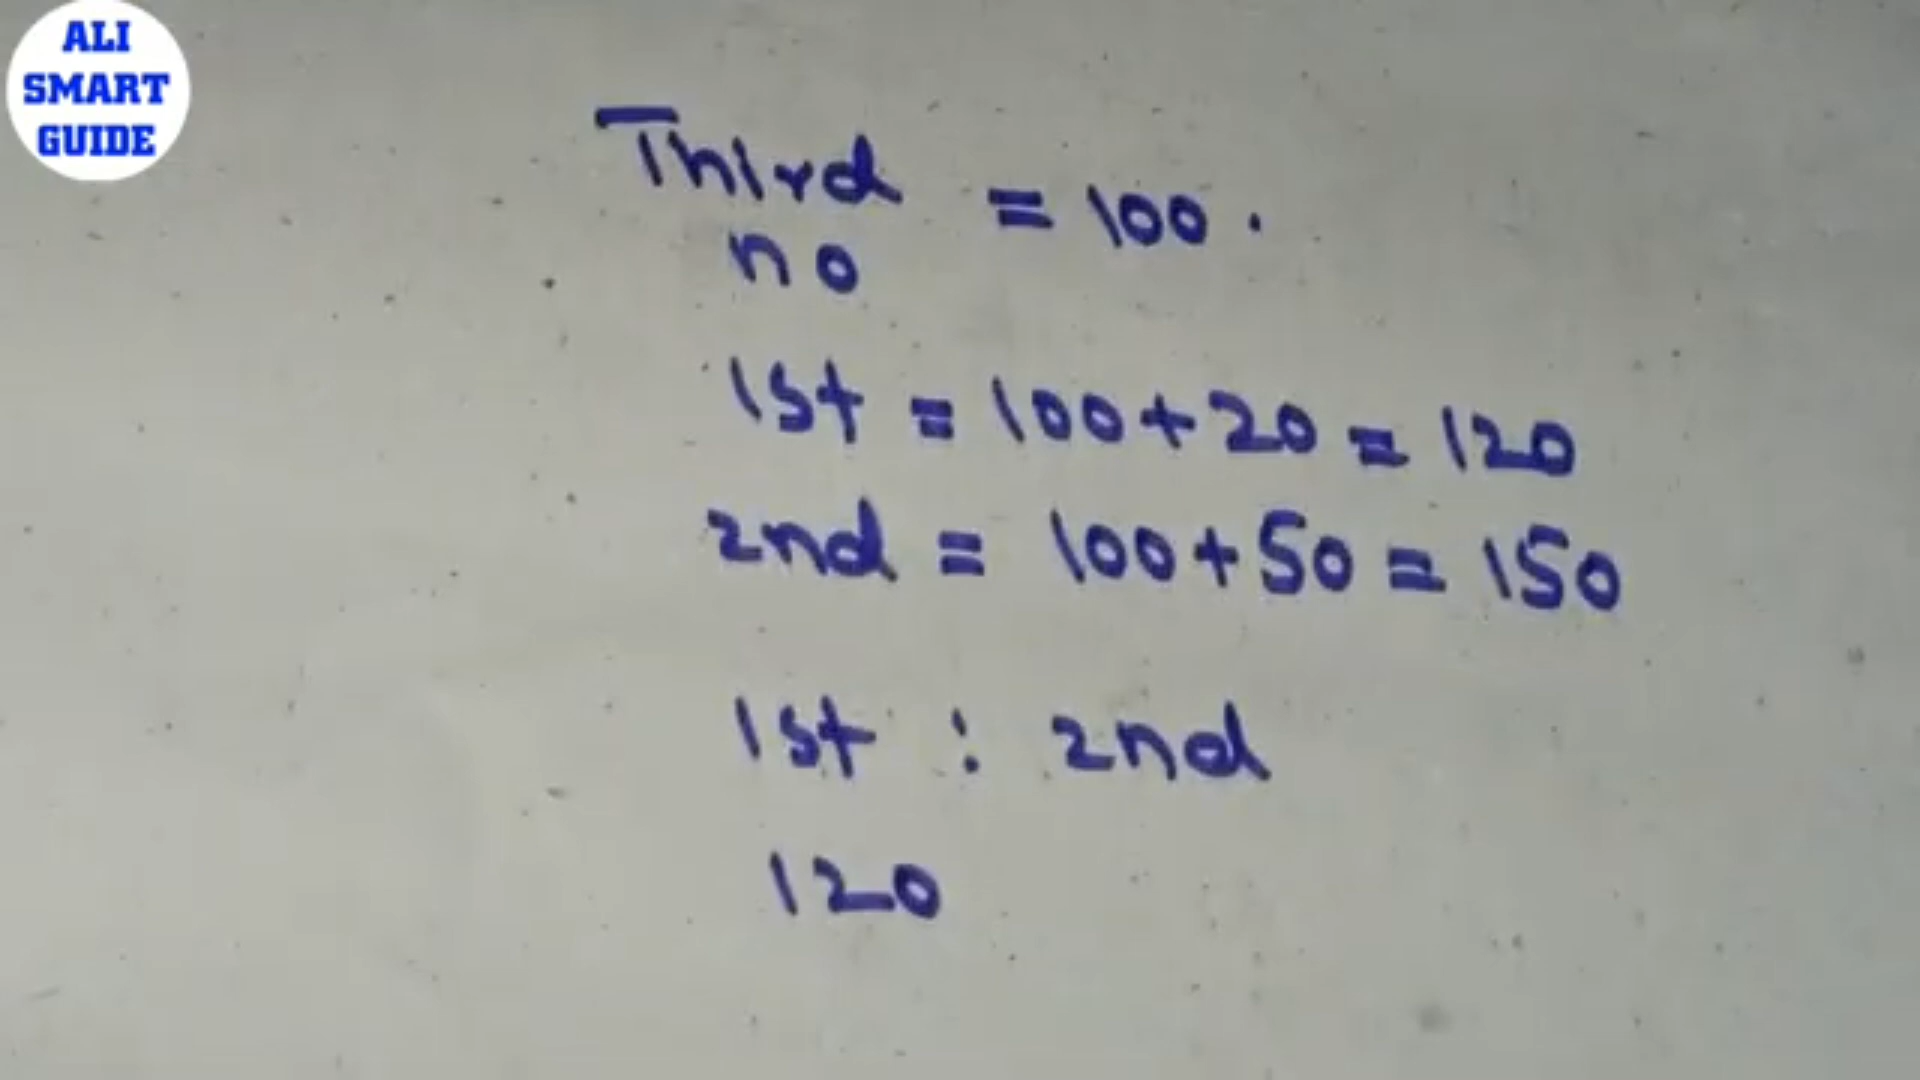 ALI
SMART
GUIDE
Third
no = 100.
1st = 100+20 = 120
2nd = 100+50 = 150
1st : 2nd
120